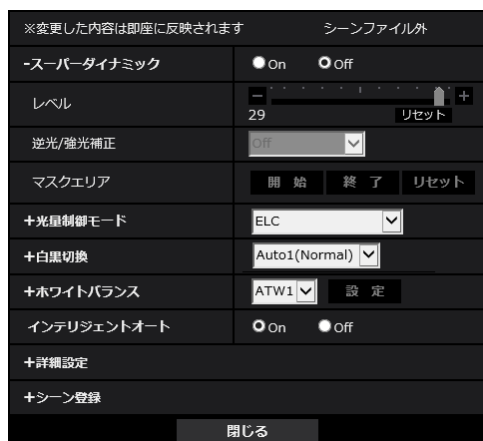 ※変更した内容は即座に反映されます シーンファイル外
-スーパーダイナミック On Off
レベル 29 リセット
逆光/強光補正 Off
マスクエリア 開 始 終 了 リセット
+光量制御モード ELC
+白黒切換 Auto1(Normal)
+ホワイトバランス ATW1 設 定
インテリジェントオート On Off
+詳細設定
+シーン登録
閉じる